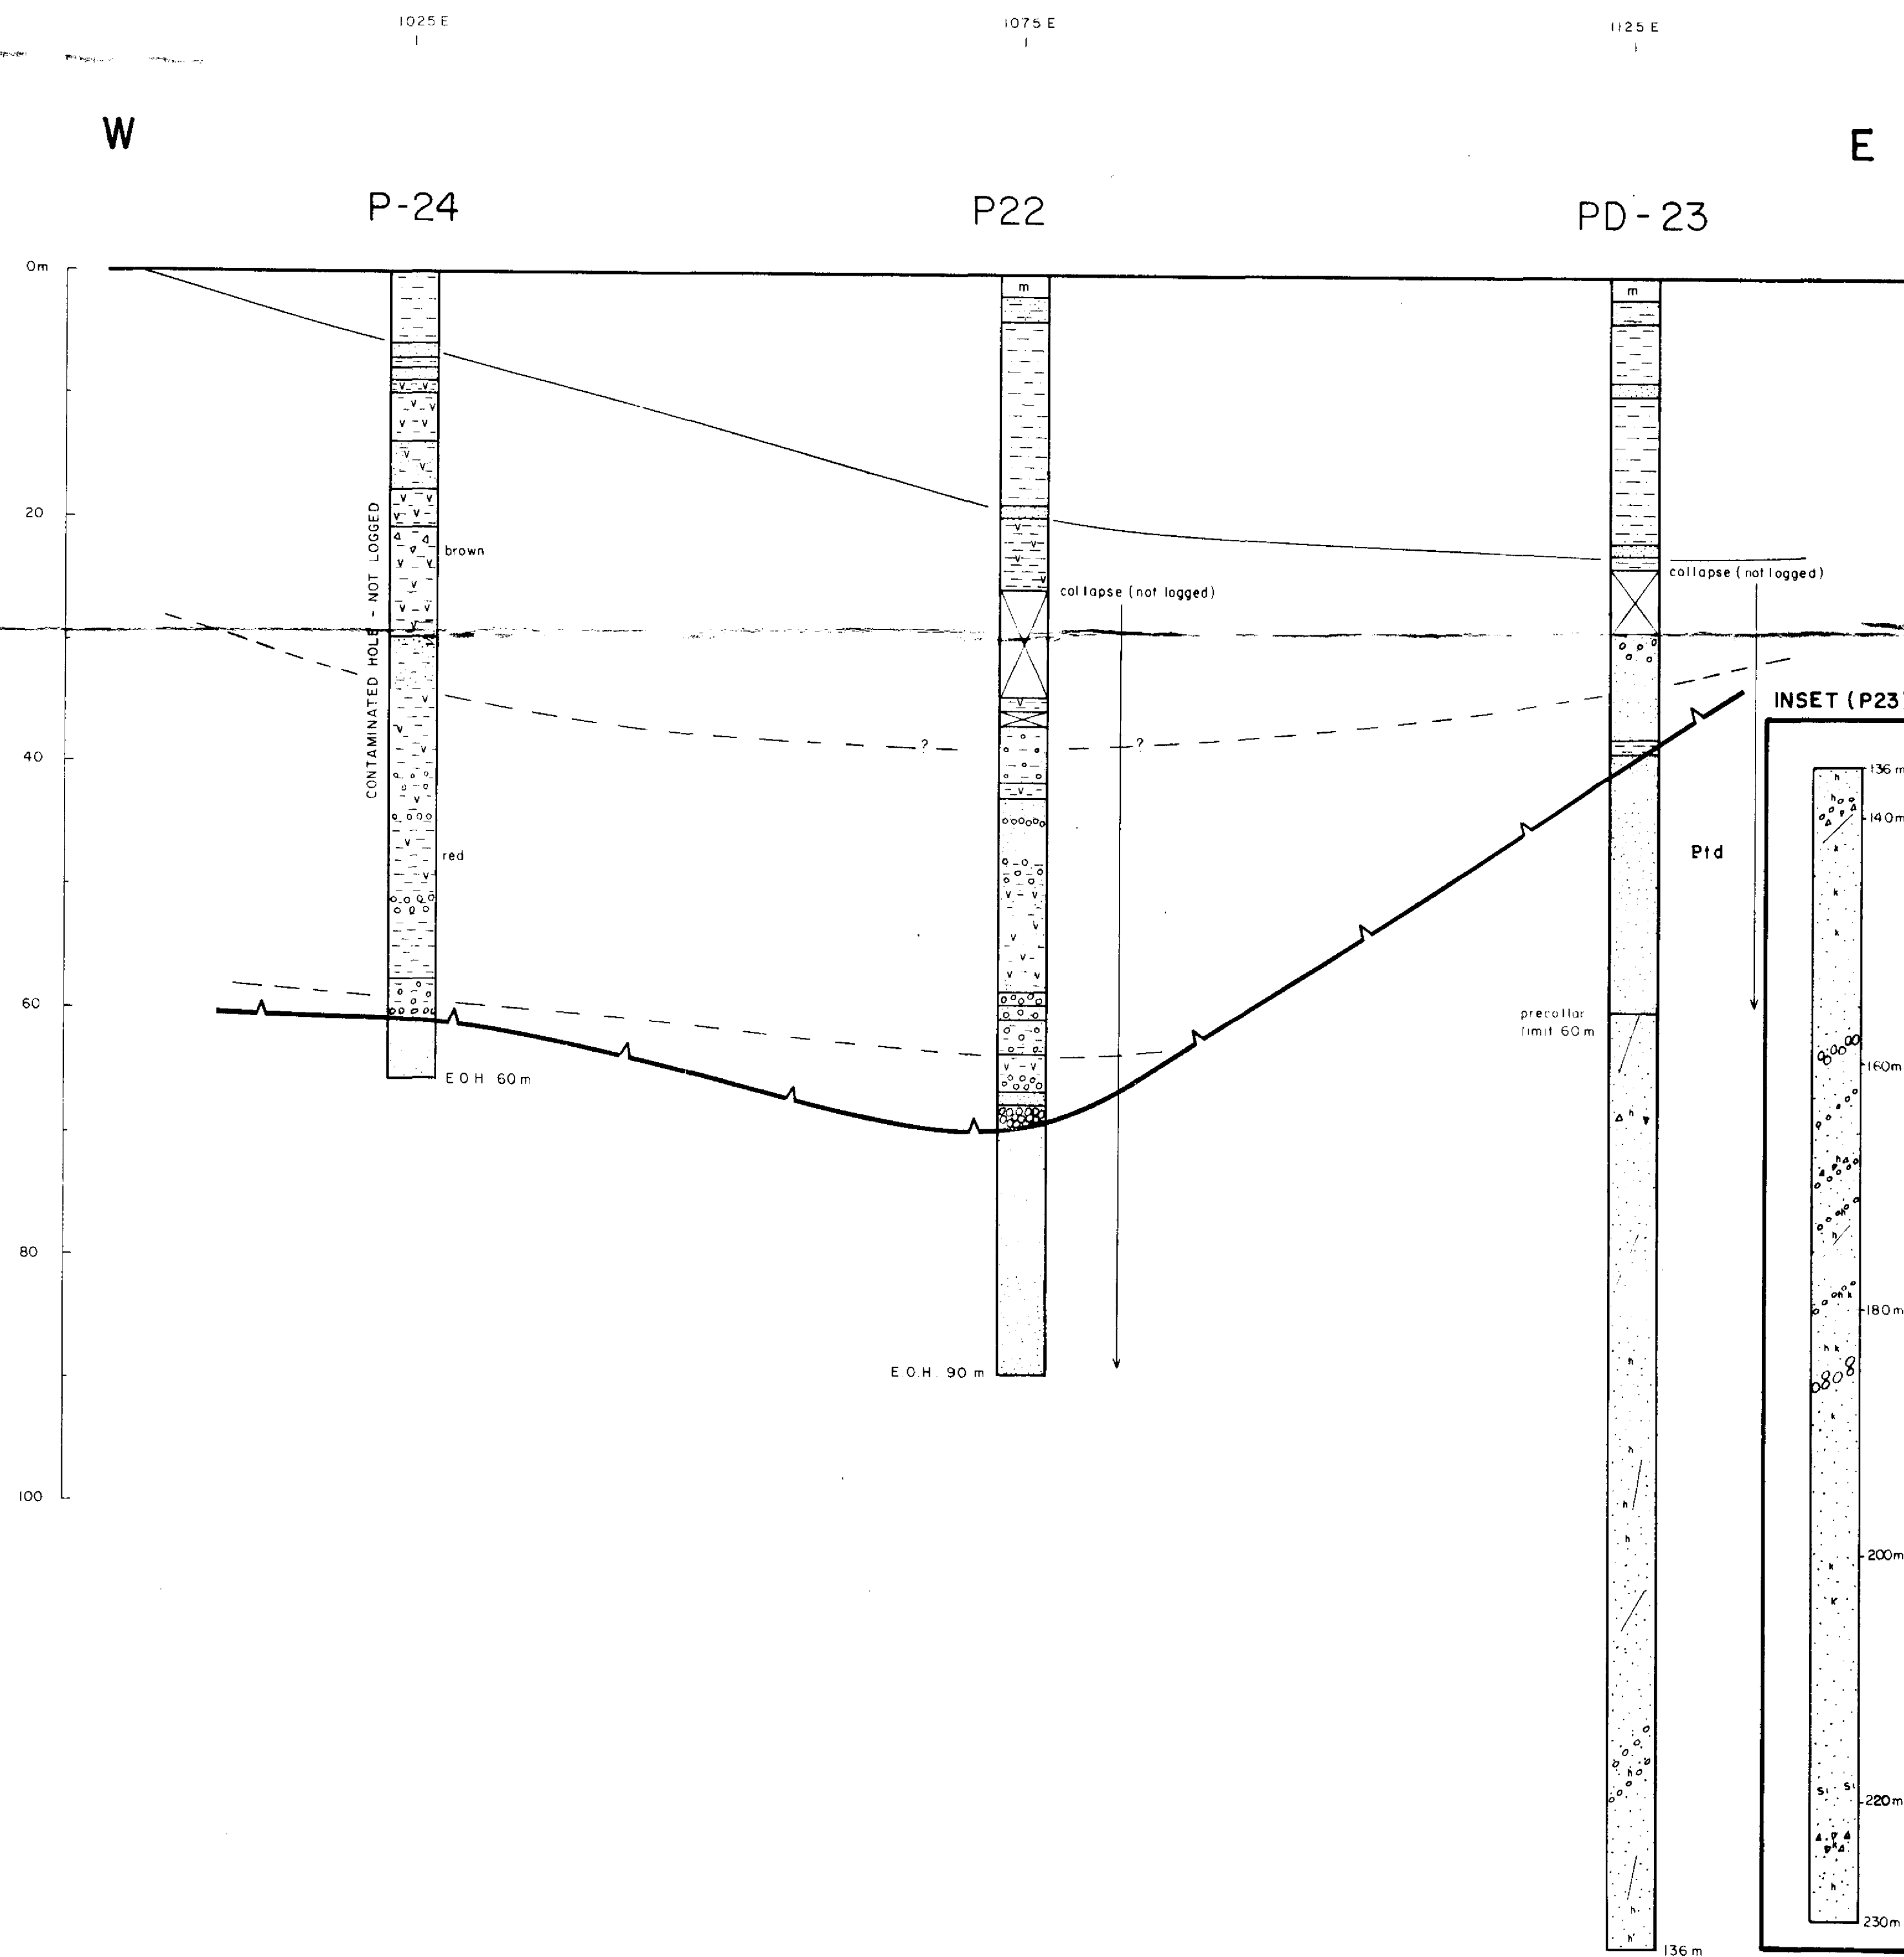 1025 E
1075 E
1125 E
W
E
P-24
P22
PD-23
0m
m
m
20
CONTAMINATED HOLE - NOT LOGGED
brown
collapse (not logged)
collapse (not logged)
?
?
INSET (P23)
40
136 m
140m
red
Ptd
60
precollar
limit 60 m
E O H 60 m
160m
80
180m
E.O.H. 90 m
100
200m
220m
230m
136 m